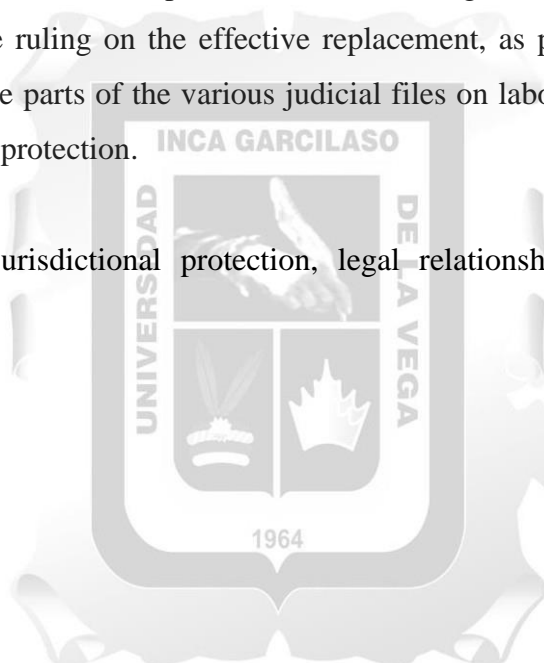 e ruling on the effective replacement, as p
e parts of the various judicial files on labo
protection.
INCA GARCILASO
UNIVERSIDAD
DE LA VEGA
urisdictional protection, legal relationsh
1964